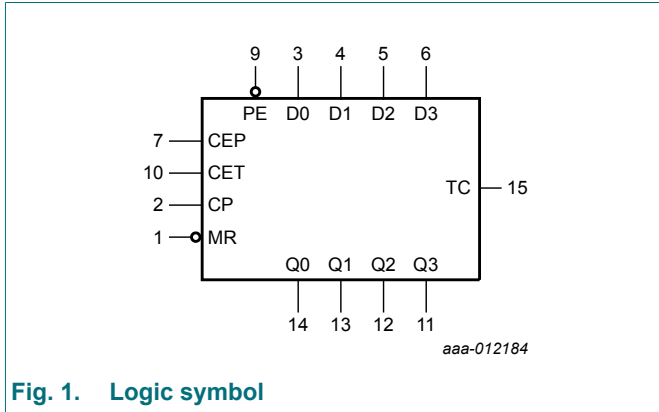 9 3 4 5 6
PE D0 D1 D2 D3
7 CEP
10 CET
TC 15
2 CP
1 MR
Q0 Q1 Q2 Q3
14 13 12 11
aaa-012184
Fig. 1. Logic symbol